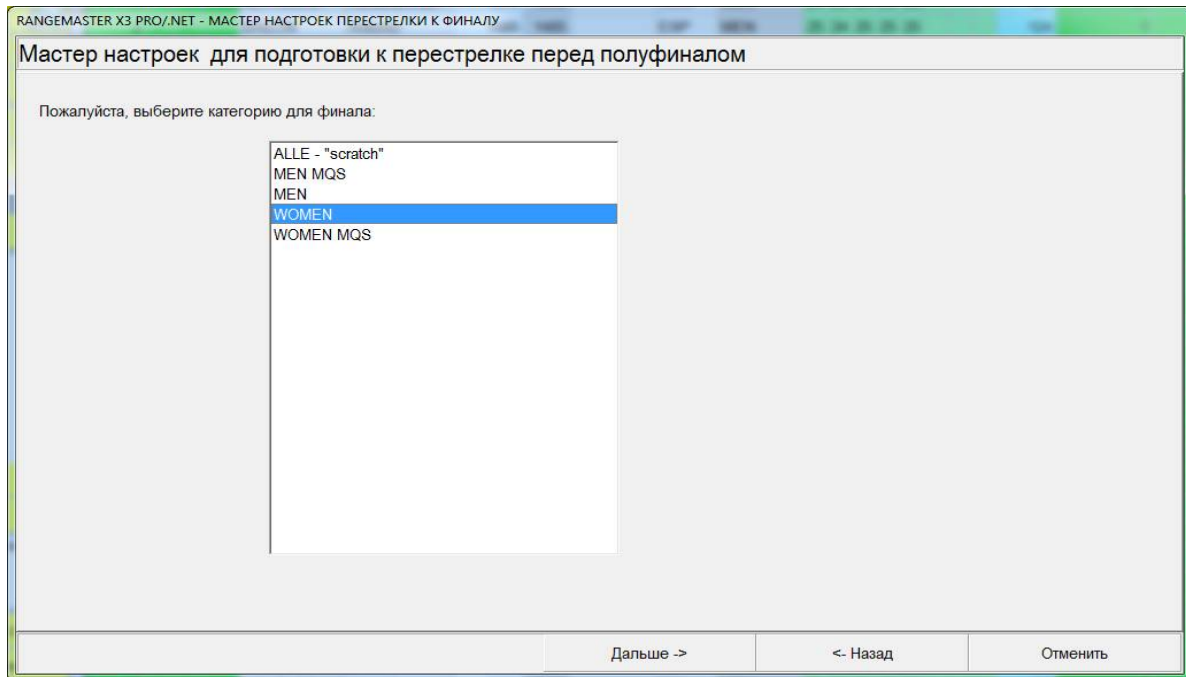 RANGEMASTER X3 PRO/.NET - МАСТЕР НАСТРОЕК ПЕРЕСТРЕЛКИ К ФИНАЛУ
Мастер настроек для подготовки к перестрелке перед полуфиналом
Пожалуйста, выберите категорию для финала:
ALLE - "scratch"
MEN MQS
MEN
WOMEN
WOMEN MQS
Дальше -> <- Назад Отменить